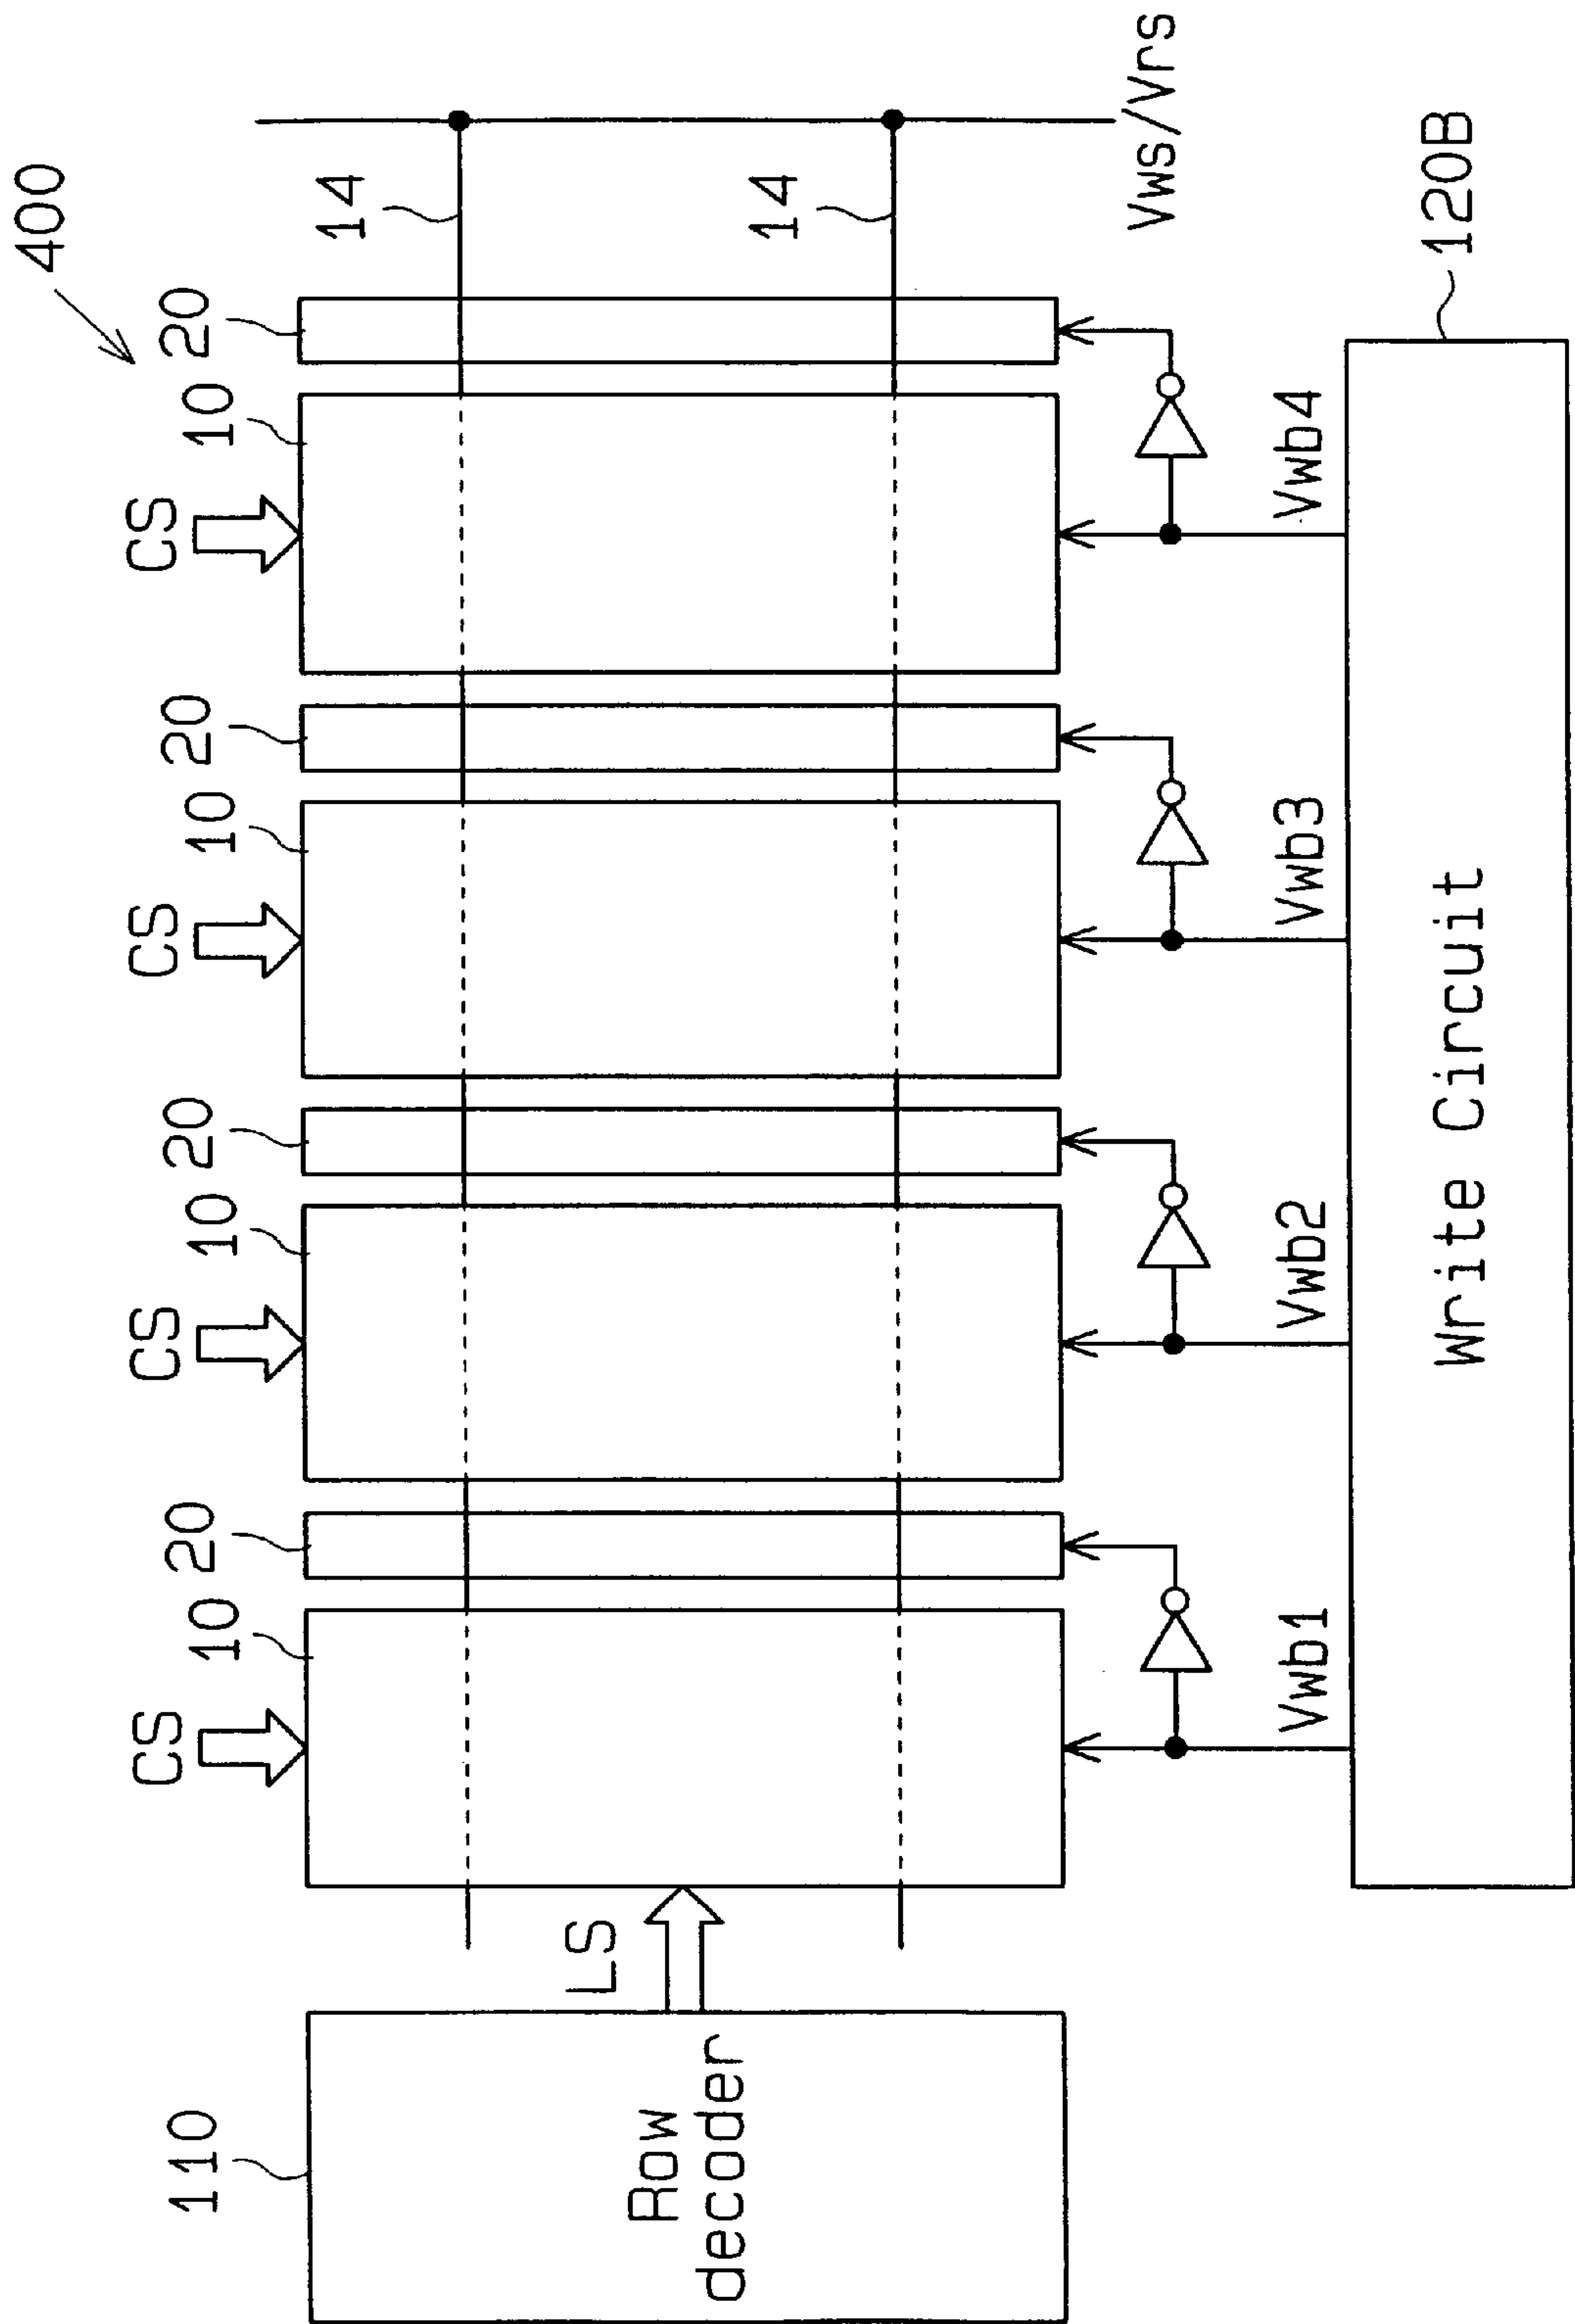 400
20
20
20
20
14
10
10
10
10
14
CS
CS
CS
CS
110
LS
Row
decoder
Vws/Vrs
Vwb1
Vwb2
Vwb3
Vwb4
Write Circuit
120B